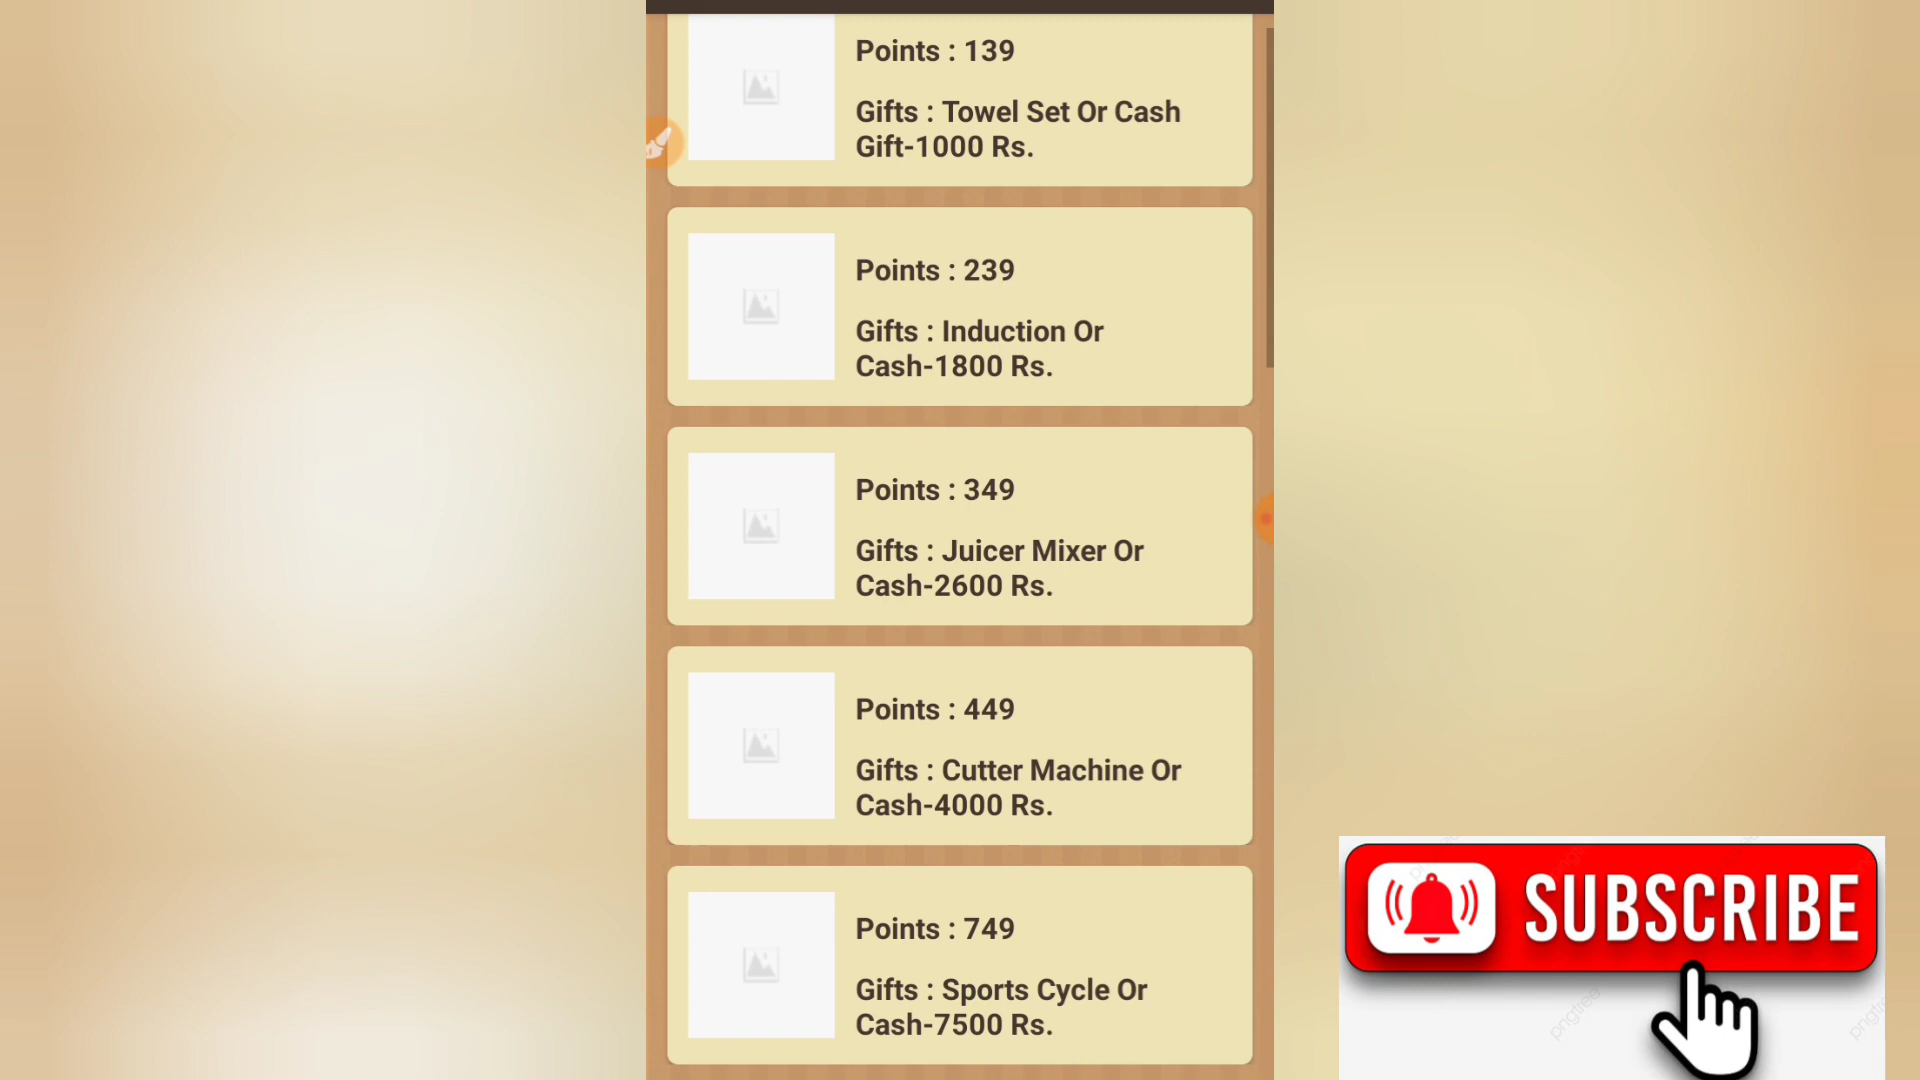 Points : 139
Gifts : Towel Set Or Cash
Gift-1000 Rs.
Points : 239
Gifts : Induction Or
Cash-1800 Rs.
Points : 349
Gifts : Juicer Mixer Or
Cash-2600 Rs.
Points : 449
Gifts : Cutter Machine Or
Cash-4000 Rs.
Points : 749
Gifts : Sports Cycle Or
Cash-7500 Rs.
SUBSCRIBE
pngtree